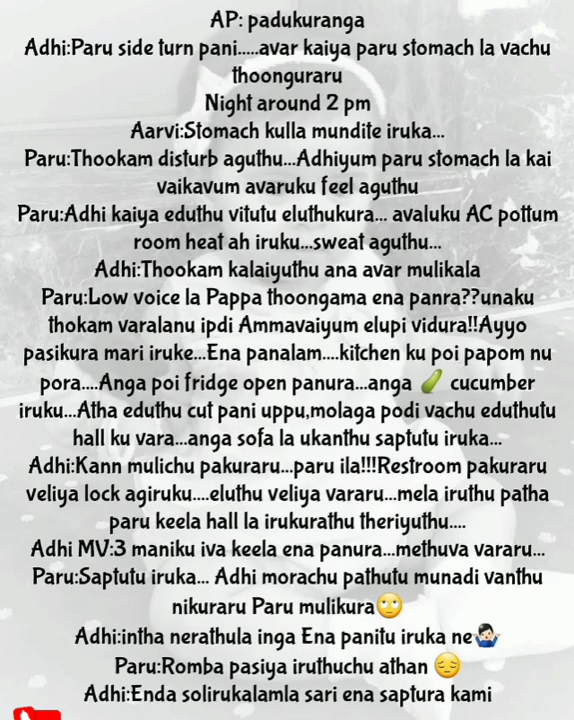 AP: padukuranga
Adhi:Paru side turn pani.....avar kaiya paru stomach la vachu
thoonguraru
Night around 2 pm
Aarvi:Stomach kulla mundite iruka...
Paru:Thookam disturb aguthu...Adhiyum paru stomach la kai
vaikavum avaruku feel aguthu
Paru:Adhi kaiya eduthu vitutu eluthukura... avaluku AC pottum
room heat ah iruku...sweat aguthu...
Adhi:Thookam kalaiyuthu ana avar mulikala
Paru:Low voice la Pappa thoongama ena panra??unaku
thokam varalanu ipdi Ammavaiyum elupi vidura!!Ayyo
pasikura mari iruke...Ena panalam....kitchen ku poi papom nu
pora....Anga poi fridge open panura...anga 🥒 cucumber
iruku...Atha eduthu cut pani uppu,molaga podi vachu eduthutu
hall ku vara...anga sofa la ukanthu saptutu iruka...
Adhi:Kann mulichu pakuraru...paru ila!!!Restroom pakuraru
veliya lock agiruku....eluthu veliya vararu...mela iruthu patha
paru keela hall la irukurathu theriyuthu....
Adhi MV:3 maniku iva keela ena panura...methuva vararu...
Paru:Saptutu iruka... Adhi morachu pathutu munadi vanthu
nikuraru Paru mulikura🙄
Adhi:intha nerathula inga Ena panitu iruka ne🤷🏻‍♂️
Paru:Romba pasiya iruthuchu athan 😔
Adhi:Enda solirukalamla sari ena saptura kami